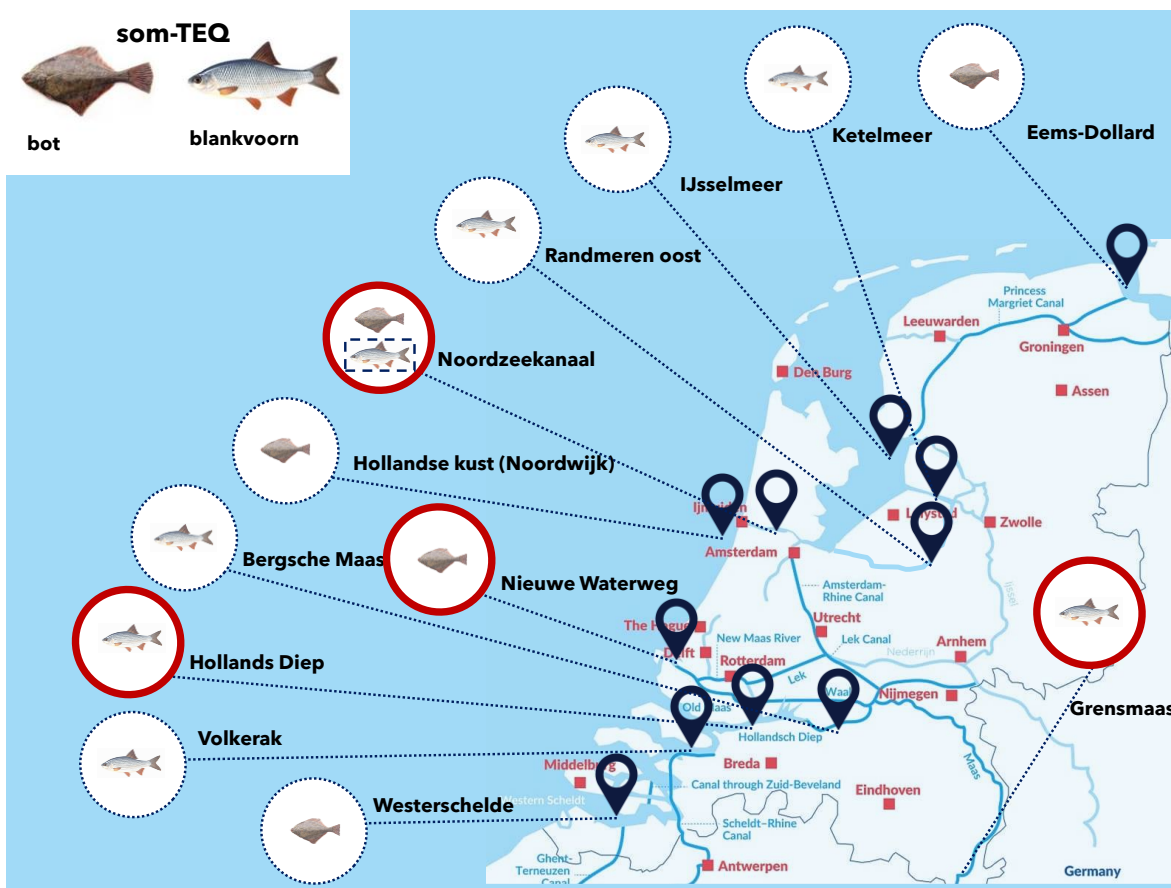 som-TEQ
bot
blankvoorn
Ketelmeer
Eems-Dollard
IJsselmeer
Randmeren oost
Princess
Margriet Canal
Leeuwarden
Groningen
Noordzeekanaal
Den Burg
Assen
Hollandse kust (Noordwijk)
Lelystad
Zwolle
Bergsche Maas
Amsterdam
Nieuwe Waterweg
Amsterdam-
Rhine Canal
IJssel
The Hague
New Maas River
Utrecht
Lek Canal
Arnhem
Delft
Nederrijn
Hollands Diep
Rotterdam
Lek
Waal
Nijmegen
Old Maas
Grensmaas
Volkerak
Hollandsch Diep
Maas
Middelburg
Breda
Canal through Zuid-Beveland
Eindhoven
Westerschelde
Western Scheldt
Scheldt–Rhine
Canal
Ghent-
Terneuzen
Canal
Antwerpen
Germany